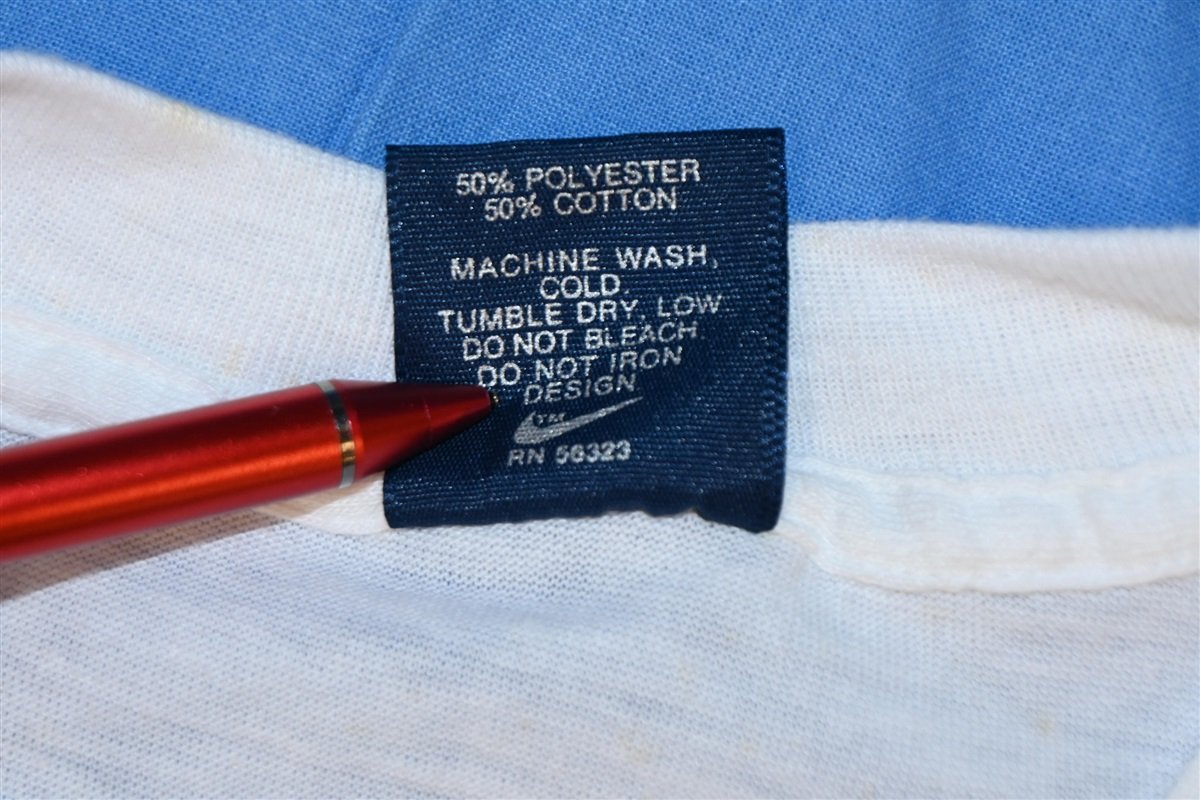 50% POLYESTER
50% COTTON
MACHINE WASH,
COLD
TUMBLE DRY, LOW
DO NOT BLEACH
DO NOT IRON
DESIGN
TM
RN 56323